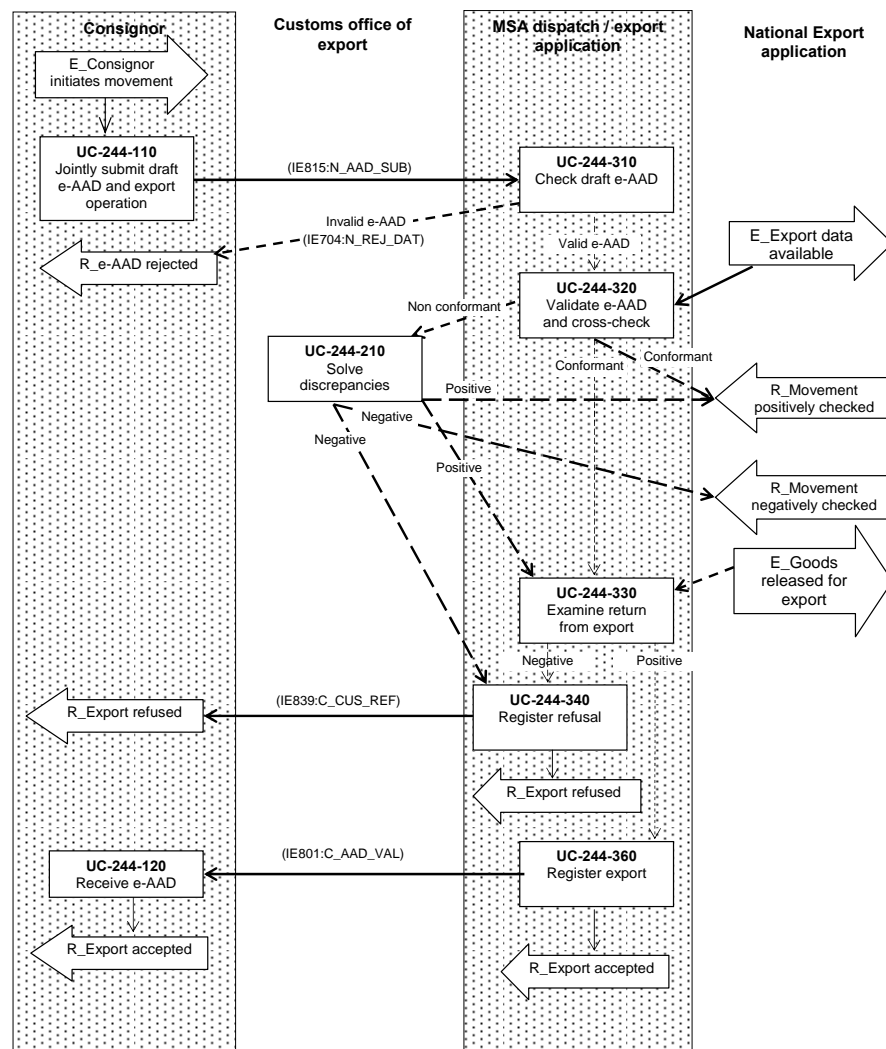 Consignor
Customs office of
export
MSA dispatch / export
application
National Export
application
E_Consignor
initiates movement
UC-244-110
Jointly submit draft
e-AAD and export
operation
(IE815:N_AAD_SUB)
UC-244-310
Check draft e-AAD
Invalid e-AAD
(IE704:N_REJ_DAT)
Valid e-AAD
E_Export data
available
R_e-AAD rejected
UC-244-320
Validate e-AAD
and cross-check
Non conformant
UC-244-210
Solve
discrepancies
Conformant
Conformant
Positive
R_Movement
positively checked
Negative
Negative
Positive
R_Movement
negatively checked
E_Goods
released for
export
UC-244-330
Examine return
from export
Negative
Positive
UC-244-340
Register refusal
(IE839:C_CUS_REF)
R_Export refused
R_Export refused
UC-244-120
Receive e-AAD
(IE801:C_AAD_VAL)
UC-244-360
Register export
R_Export accepted
R_Export accepted